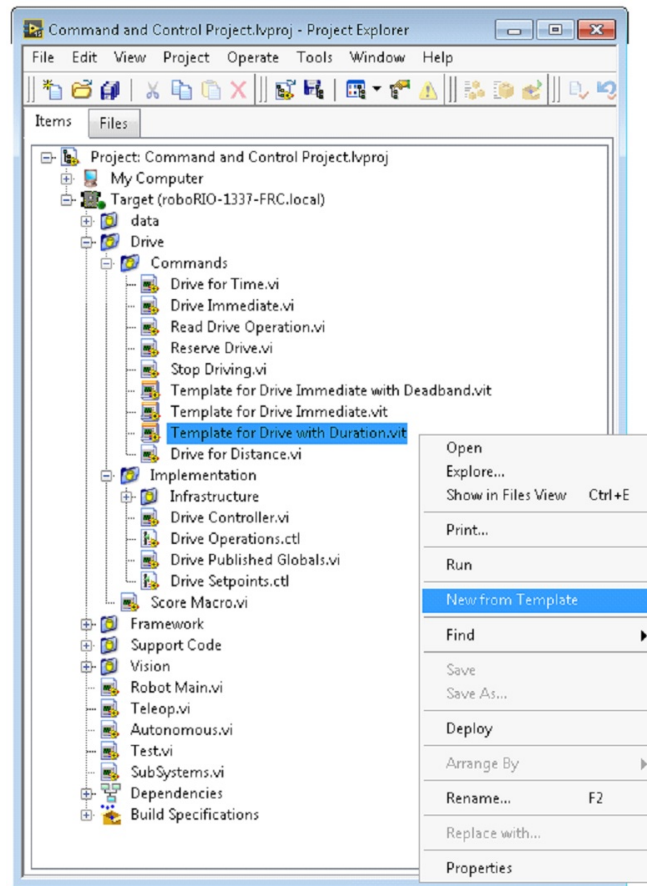 Command and Control Project.lvproj - Project Explorer
File Edit View Project Operate Tools Window Help
Items Files
Project: Command and Control Project.lvproj
My Computer
Target (roboRIO-1337-FRC.local)
data
Drive
Commands
Drive for Time.vi
Drive Immediate.vi
Read Drive Operation.vi
Reserve Drive.vi
Stop Driving.vi
Template for Drive Immediate with Deadband.vit
Template for Drive Immediate.vit
Template for Drive with Duration.vit
Drive for Distance.vi
Implementation
Infrastructure
Drive Controller.vi
Drive Operations.ctl
Drive Published Globals.vi
Drive Setpoints.ctl
Score Macro.vi
Framework
Support Code
Vision
Robot Main.vi
Teleop.vi
Autonomous.vi
Test.vi
SubSystems.vi
Dependencies
Build Specifications
Open
Explore...
Show in Files View Ctrl+E
Print...
Run
New from Template
Find
Save
Save As...
Deploy
Arrange By
Rename... F2
Replace with...
Properties